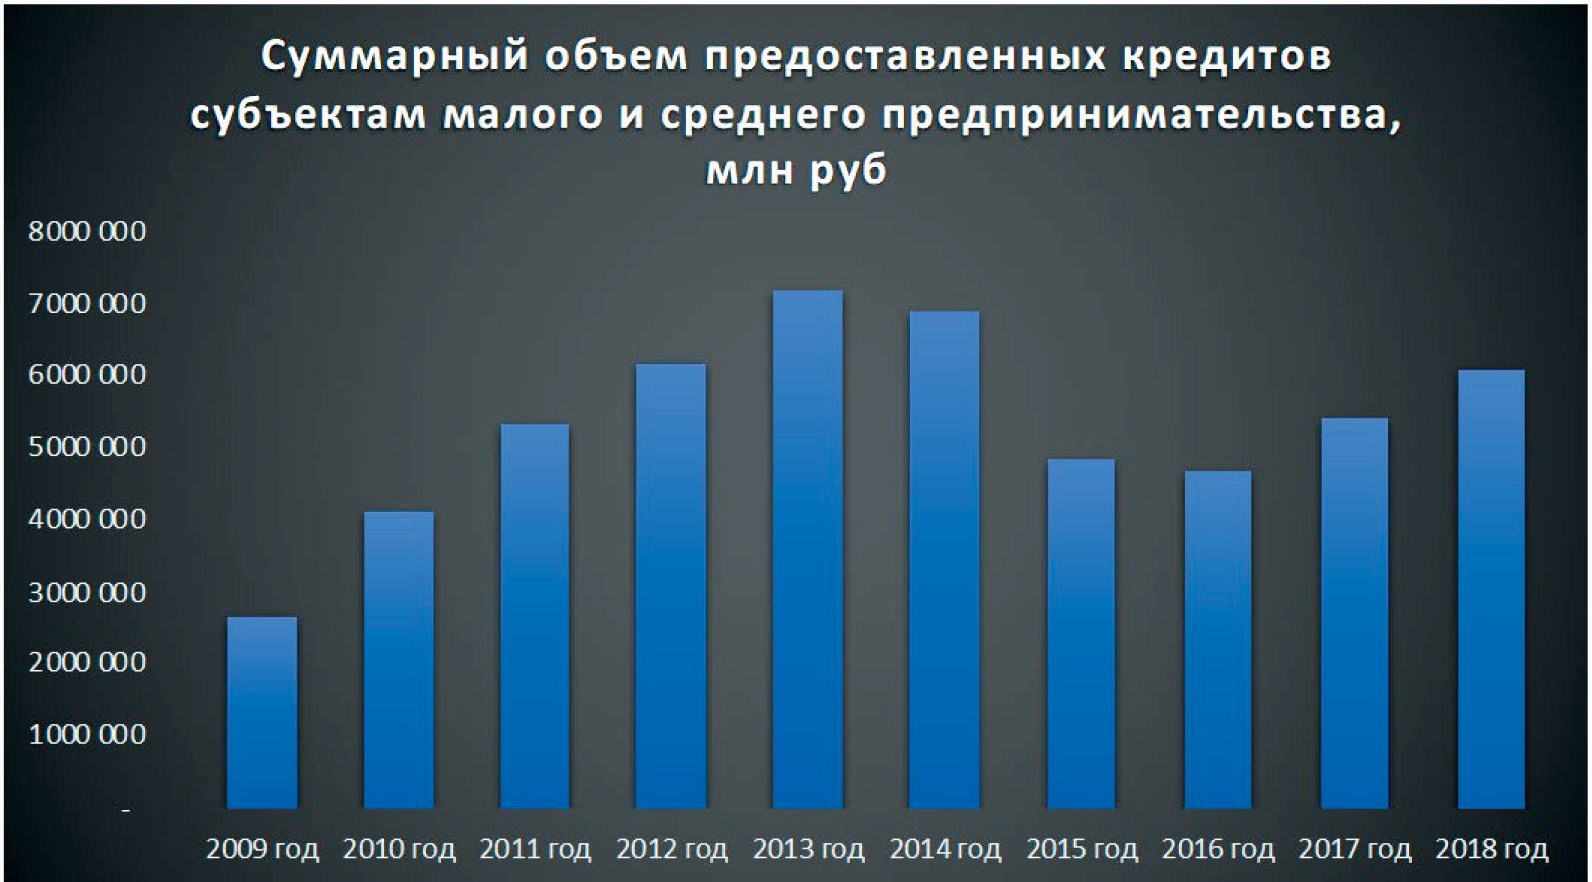 Суммарный объем предоставленных кредитов
субъектам малого и среднего предпринимательства,
млн руб
8000 000
7000 000
6000 000
5000 000
4000 000
3000 000
2000 000
1000 000
-
2009 год 2010 год 2011 год 2012 год 2013 год 2014 год 2015 год 2016 год 2017 год 2018 год